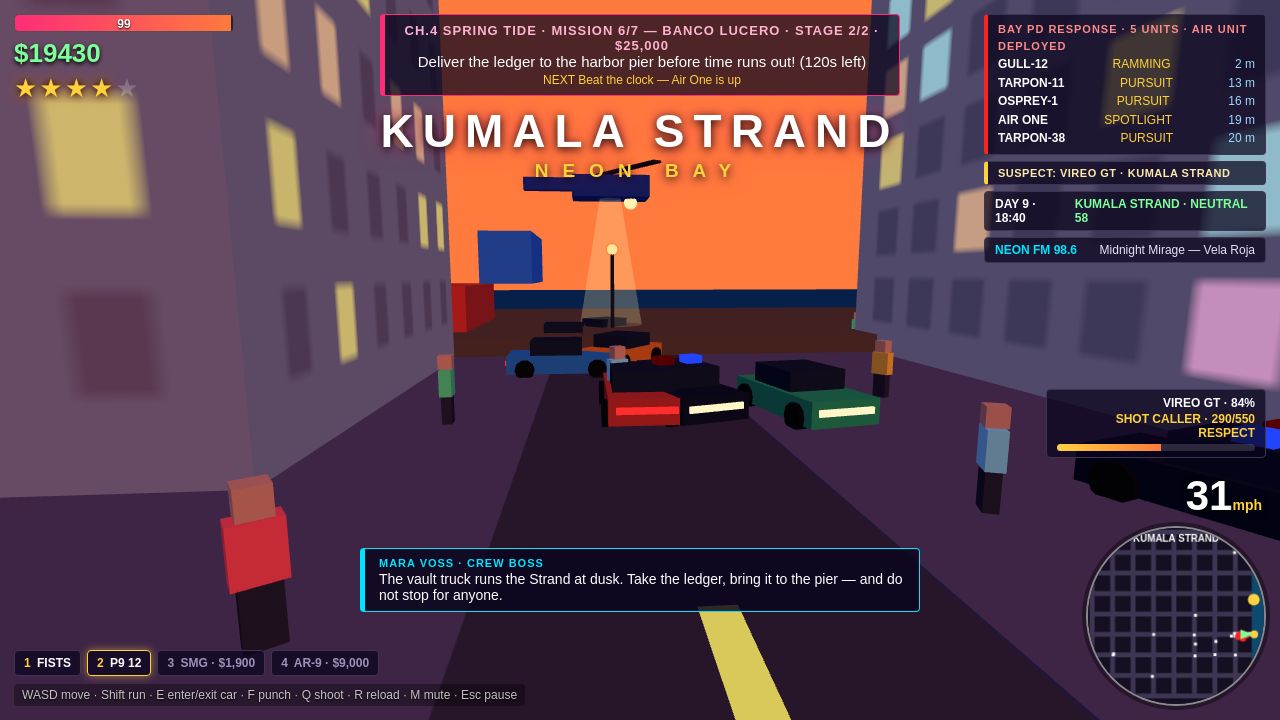 99
$19430
★★★★★
CH.4 SPRING TIDE · MISSION 6/7 — BANCO LUCERO · STAGE 2/2 ·
$25,000
Deliver the ledger to the harbor pier before time runs out! (120s left)
NEXT Beat the clock — Air One is up
KUMALA STRAND
NEON BAY
BAY PD RESPONSE · 5 UNITS · AIR UNIT
DEPLOYED
GULL-12 RAMMING 2 m
TARPON-11 PURSUIT 13 m
OSPREY-1 PURSUIT 16 m
AIR ONE SPOTLIGHT 19 m
TARPON-38 PURSUIT 20 m
SUSPECT: VIREO GT · KUMALA STRAND
DAY 9 · 18:40
KUMALA STRAND · NEUTRAL 58
NEON FM 98.6 Midnight Mirage — Vela Roja
VIREO GT · 84%
SHOT CALLER · 290/550
RESPECT
31mph
KUMALA STRAND
MARA VOSS · CREW BOSS
The vault truck runs the Strand at dusk. Take the ledger, bring it to the pier — and do
not stop for anyone.
1 FISTS 2 P9 12 3 SMG · $1,900 4 AR-9 · $9,000
WASD move · Shift run · E enter/exit car · F punch · Q shoot · R reload · M mute · Esc pause